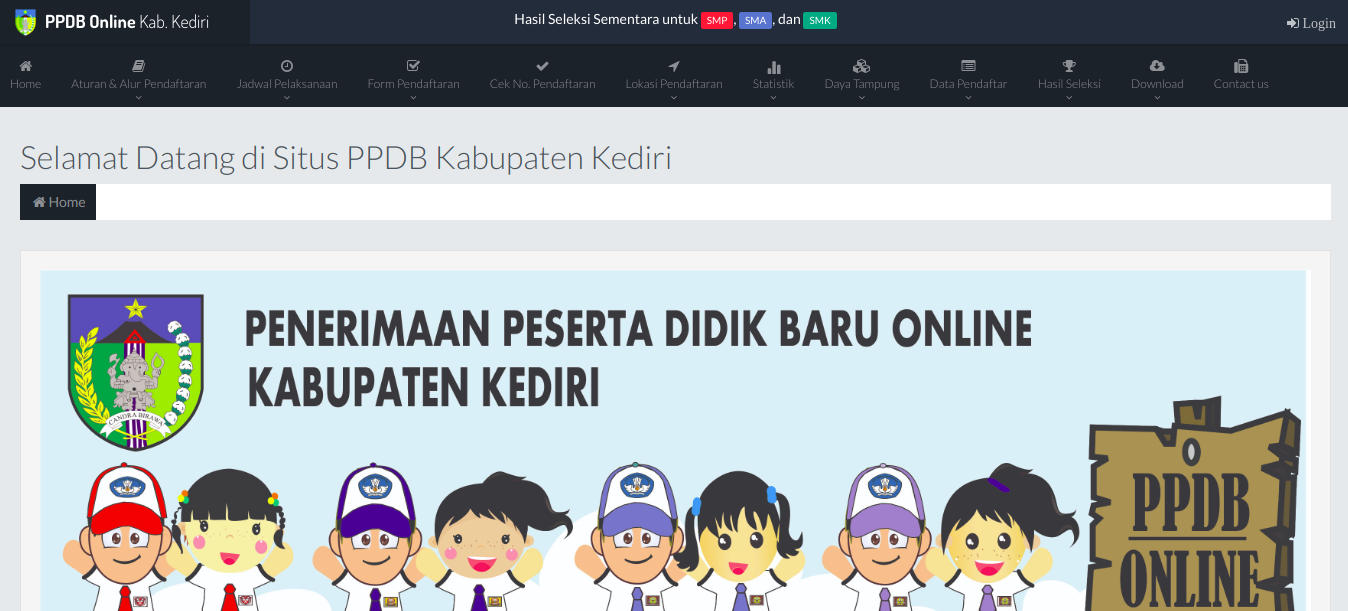 PPDB Online Kab. Kediri
Hasil Seleksi Sementara untuk SMP, SMA, dan SMK
Login
Home
Aturan & Alur Pendaftaran
Jadwal Pelaksanaan
Form Pendaftaran
Cek No. Pendaftaran
Lokasi Pendaftaran
Statistik
Daya Tampung
Data Pendaftar
Hasil Seleksi
Download
Contact us
Selamat Datang di Situs PPDB Kabupaten Kediri
Home
PENERIMAAN PESERTA DIDIK BARU ONLINE
KABUPATEN KEDIRI
CANDRA BIRAWA
PPDB
ONLINE